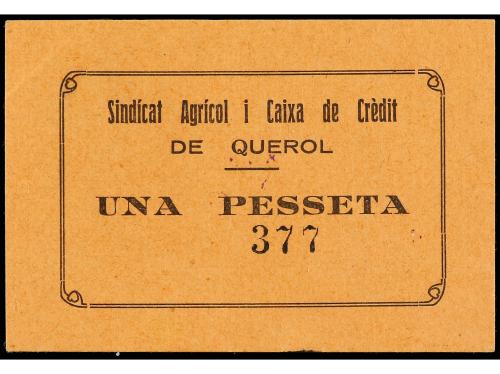 Sindicat Agrícol i Caixa de Crèdit
DE QUEROL
UNA PESSETA
377